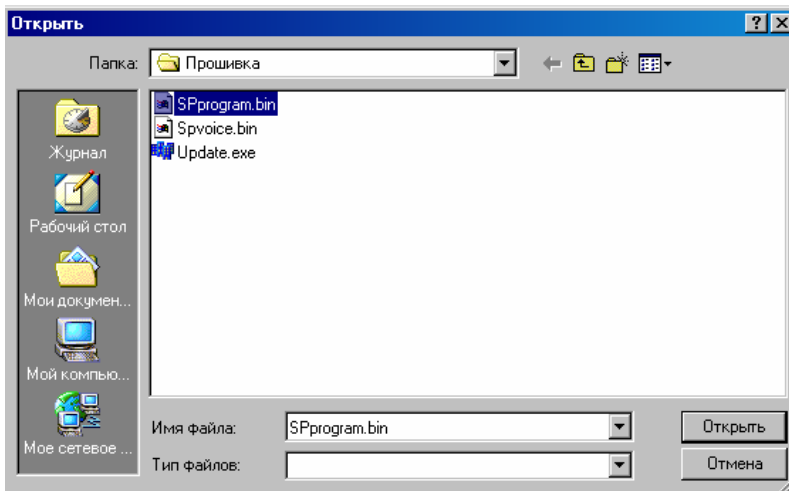 Открыть
Папка: Прошивка
SPprogram.bin
Spvoice.bin
Update.exe
Журнал
Рабочий стол
Мои докумен...
Мой компью...
Мое сетевое ...
Имя файла: SPprogram.bin Открыть
Тип файлов: Отмена